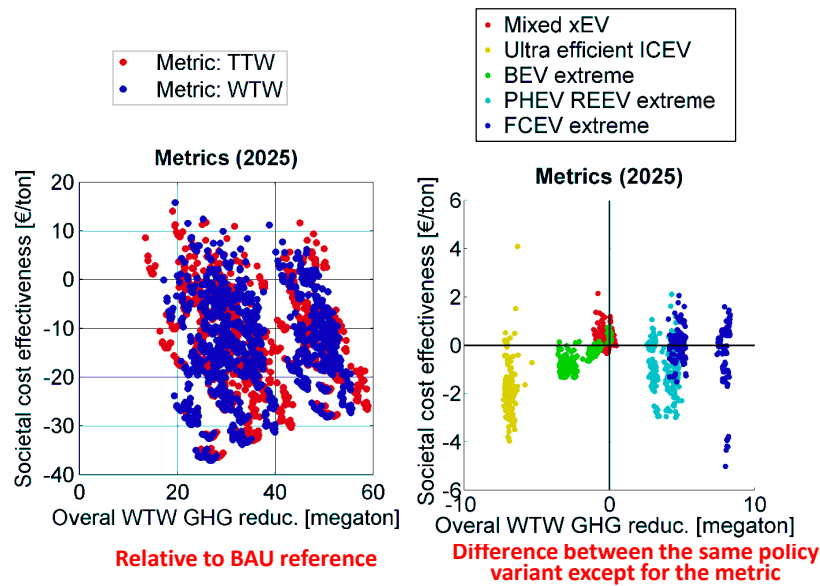 Metric: TTW
Metric: WTW
Metrics (2025)
Societal cost effectiveness [€/ton]
20
10
0
-10
-20
-30
-40
0
20
40
60
Overal WTW GHG reduc. [megaton]
Relative to BAU reference
Mixed xEV
Ultra efficient ICEV
BEV extreme
PHEV REEV extreme
FCEV extreme
Metrics (2025)
Societal cost effectiveness [€/ton]
6
4
2
0
-2
-4
-6
-10
0
10
Overal WTW GHG reduc. [megaton]
Difference between the same policy
variant except for the metric